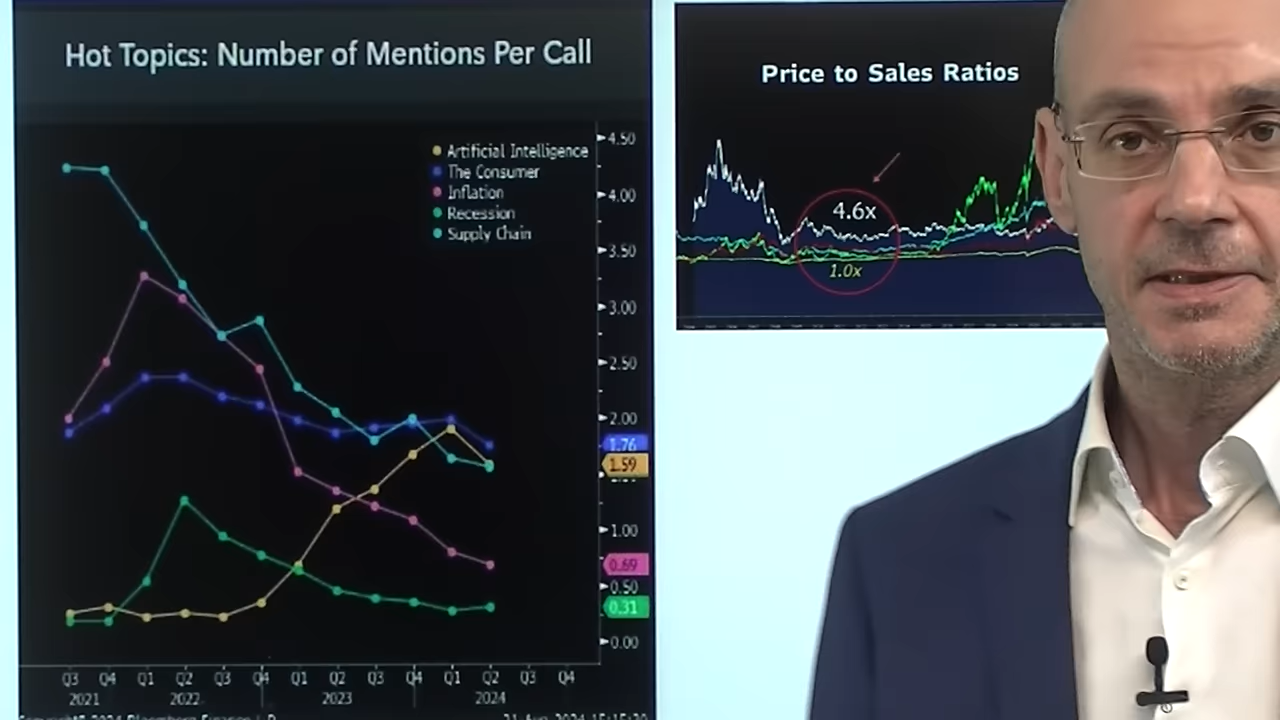 Hot Topics: Number of Mentions Per Call
Artificial Intelligence
The Consumer
Inflation
Recession
Supply Chain
4.50
4.00
3.50
3.00
2.50
2.00
1.76
1.59
1.00
0.69
0.50
0.31
0.00
Q3 Q4 Q1 Q2 Q3 Q4 Q1 Q2 Q3 Q4 Q1 Q2 Q3 Q4
2021 2022 2023 2024
Price to Sales Ratios
4.6x
1.0x